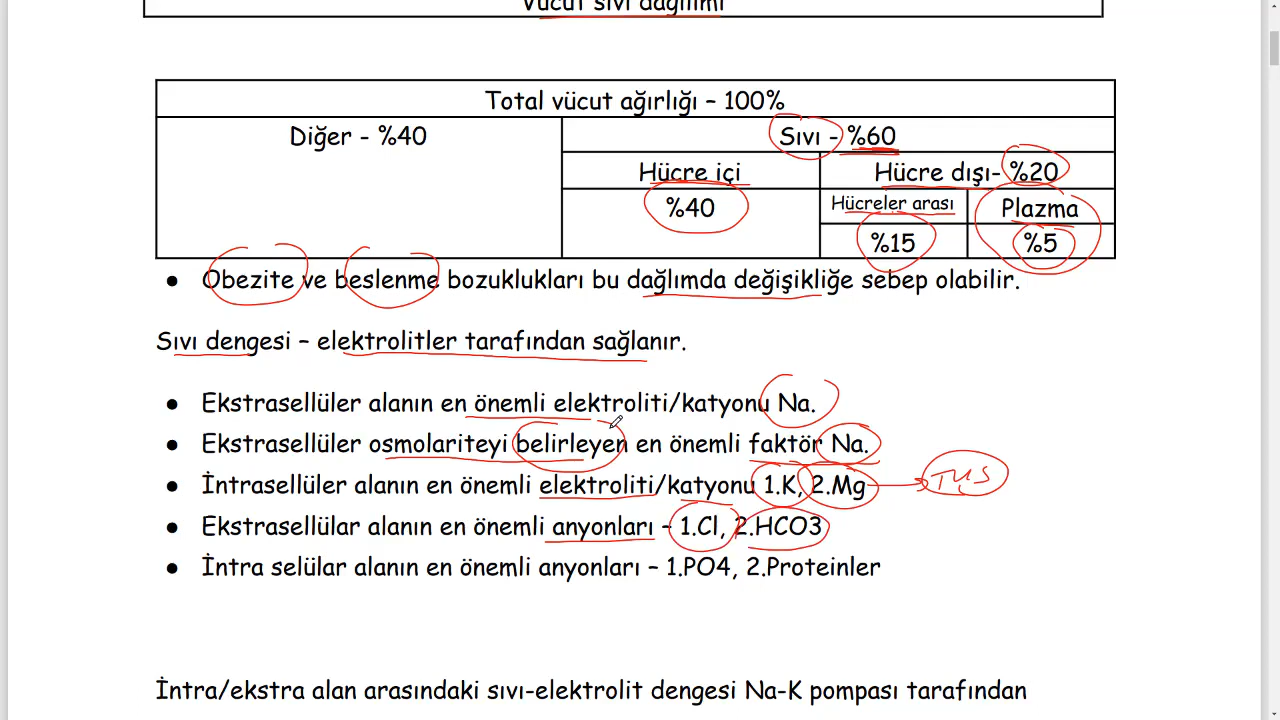 Vücut sıvı dağılımı
Total vücut ağırlığı – 100%
Diğer - %40
Sıvı - %60
Hücre içi
Hücre dışı- %20
%40
Hücreler arası
Plazma
%15
%5
● Obezite ve beslenme bozuklukları bu dağlımda değişikliğe sebep olabilir.
Sıvı dengesi – elektrolitler tarafından sağlanır.
● Ekstrasellüler alanın en önemli elektroliti/katyonu Na.
● Ekstrasellüler osmolariteyi belirleyen en önemli faktör Na.
● İntrasellüler alanın en önemli elektroliti/katyonu 1.K, 2.Mg → TUS
● Ekstrasellülar alanın en önemli anyonları – 1.Cl, 2.HCO3
● İntra selülar alanın en önemli anyonları – 1.PO4, 2.Proteinler
İntra/ekstra alan arasındaki sıvı-elektrolit dengesi Na-K pompası tarafından